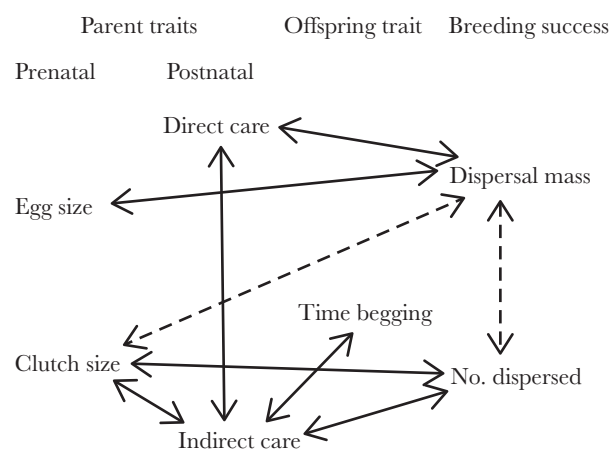 Parent traits Offspring trait Breeding success
Prenatal Postnatal
Direct care
Dispersal mass
Egg size
Time begging
Clutch size
No. dispersed
Indirect care